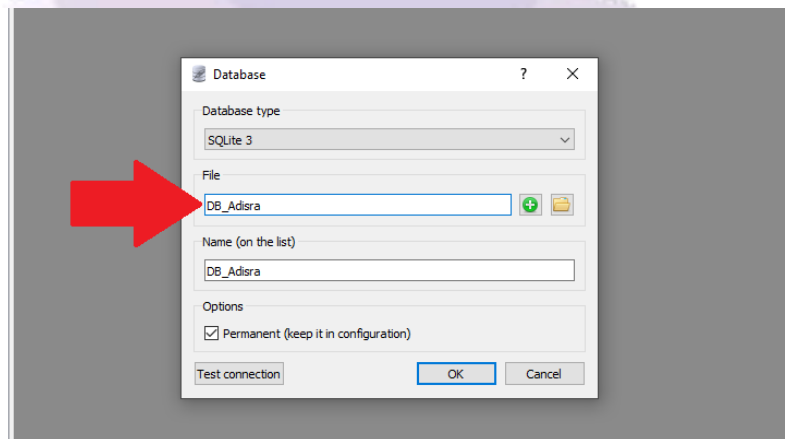 Database
?
Database type
SQLite 3
File
DB_Adisra
Name (on the list)
DB_Adisra
Options
Permanent (keep it in configuration)
Test connection OK Cancel